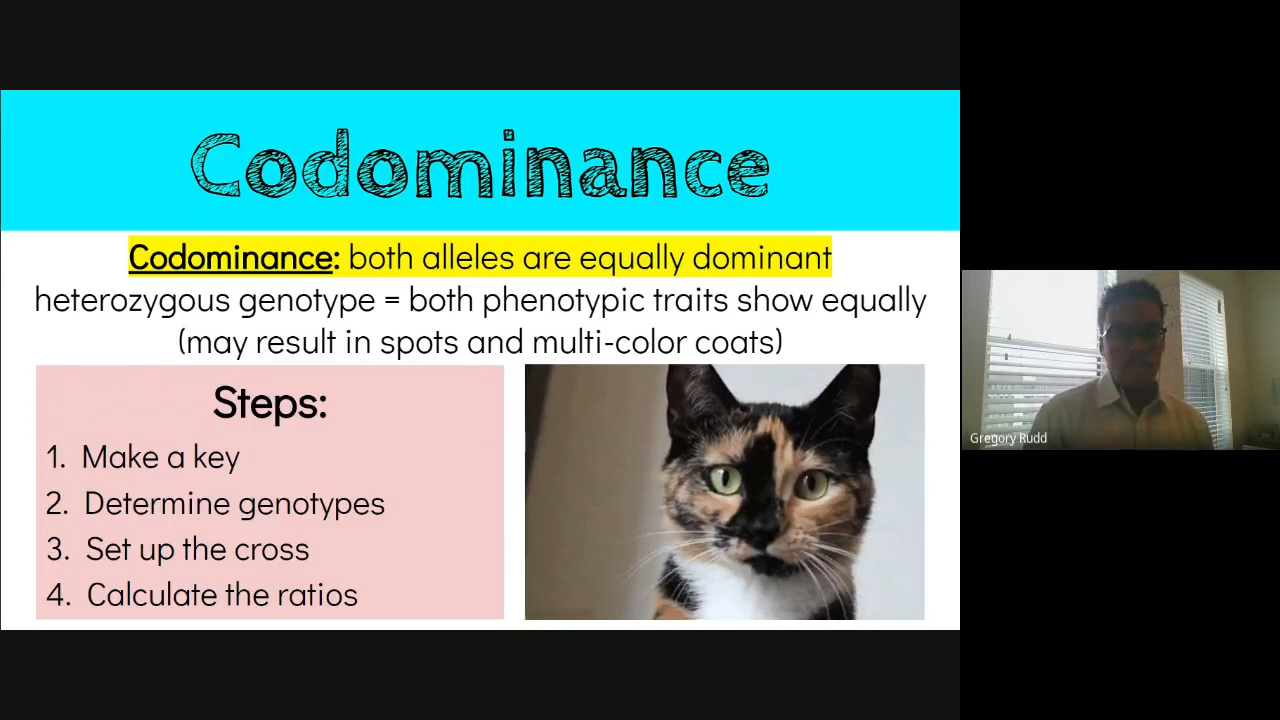 Codominance
Codominance: both alleles are equally dominant
heterozygous genotype = both phenotypic traits show equally
(may result in spots and multi-color coats)
Steps:
1. Make a key
2. Determine genotypes
3. Set up the cross
4. Calculate the ratios
Gregory Rudd